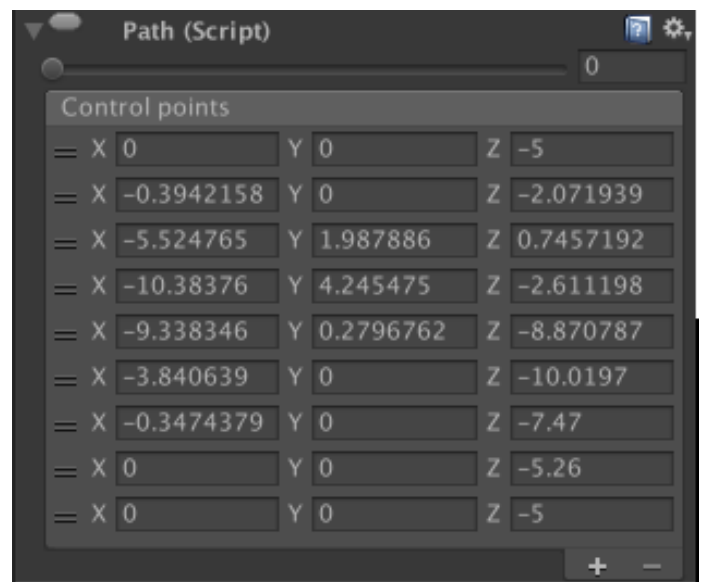 Path (Script)
0
Control points
X 0 Y 0 Z -5
X -0.3942158 Y 0 Z -2.071939
X -5.524765 Y 1.987886 Z 0.7457192
X -10.38376 Y 4.245475 Z -2.611198
X -9.338346 Y 0.2796762 Z -8.870787
X -3.840639 Y 0 Z -10.0197
X -0.3474379 Y 0 Z -7.47
X 0 Y 0 Z -5.26
X 0 Y 0 Z -5
+ −